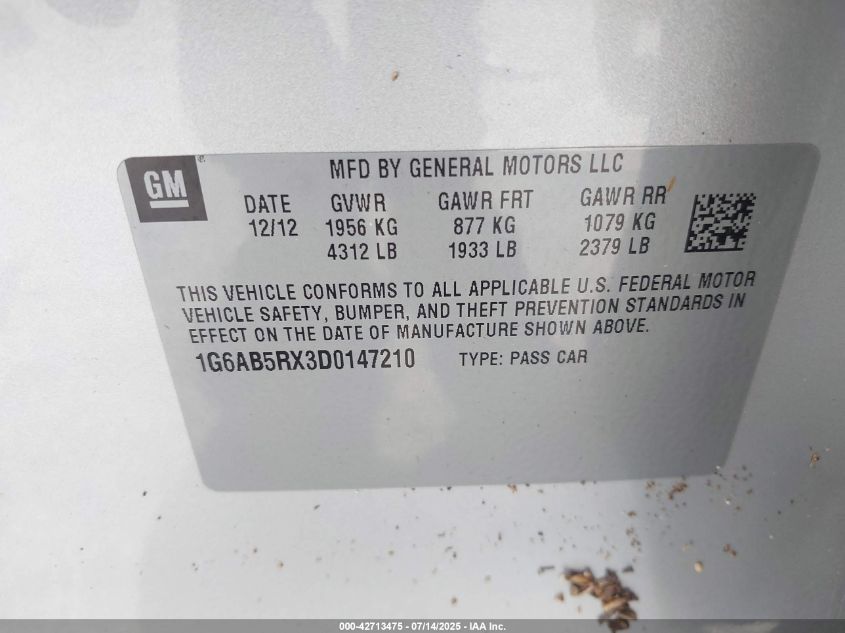 GM
MFD BY GENERAL MOTORS LLC
DATE GVWR GAWR FRT GAWR RR
12/12 1956 KG 877 KG 1079 KG
4312 LB 1933 LB 2379 LB
THIS VEHICLE CONFORMS TO ALL APPLICABLE U.S. FEDERAL MOTOR
VEHICLE SAFETY, BUMPER, AND THEFT PREVENTION STANDARDS IN
EFFECT ON THE DATE OF MANUFACTURE SHOWN ABOVE.
1G6AB5RX3D0147210 TYPE: PASS CAR
000-42713475 - 07/14/2025 - IAA Inc.